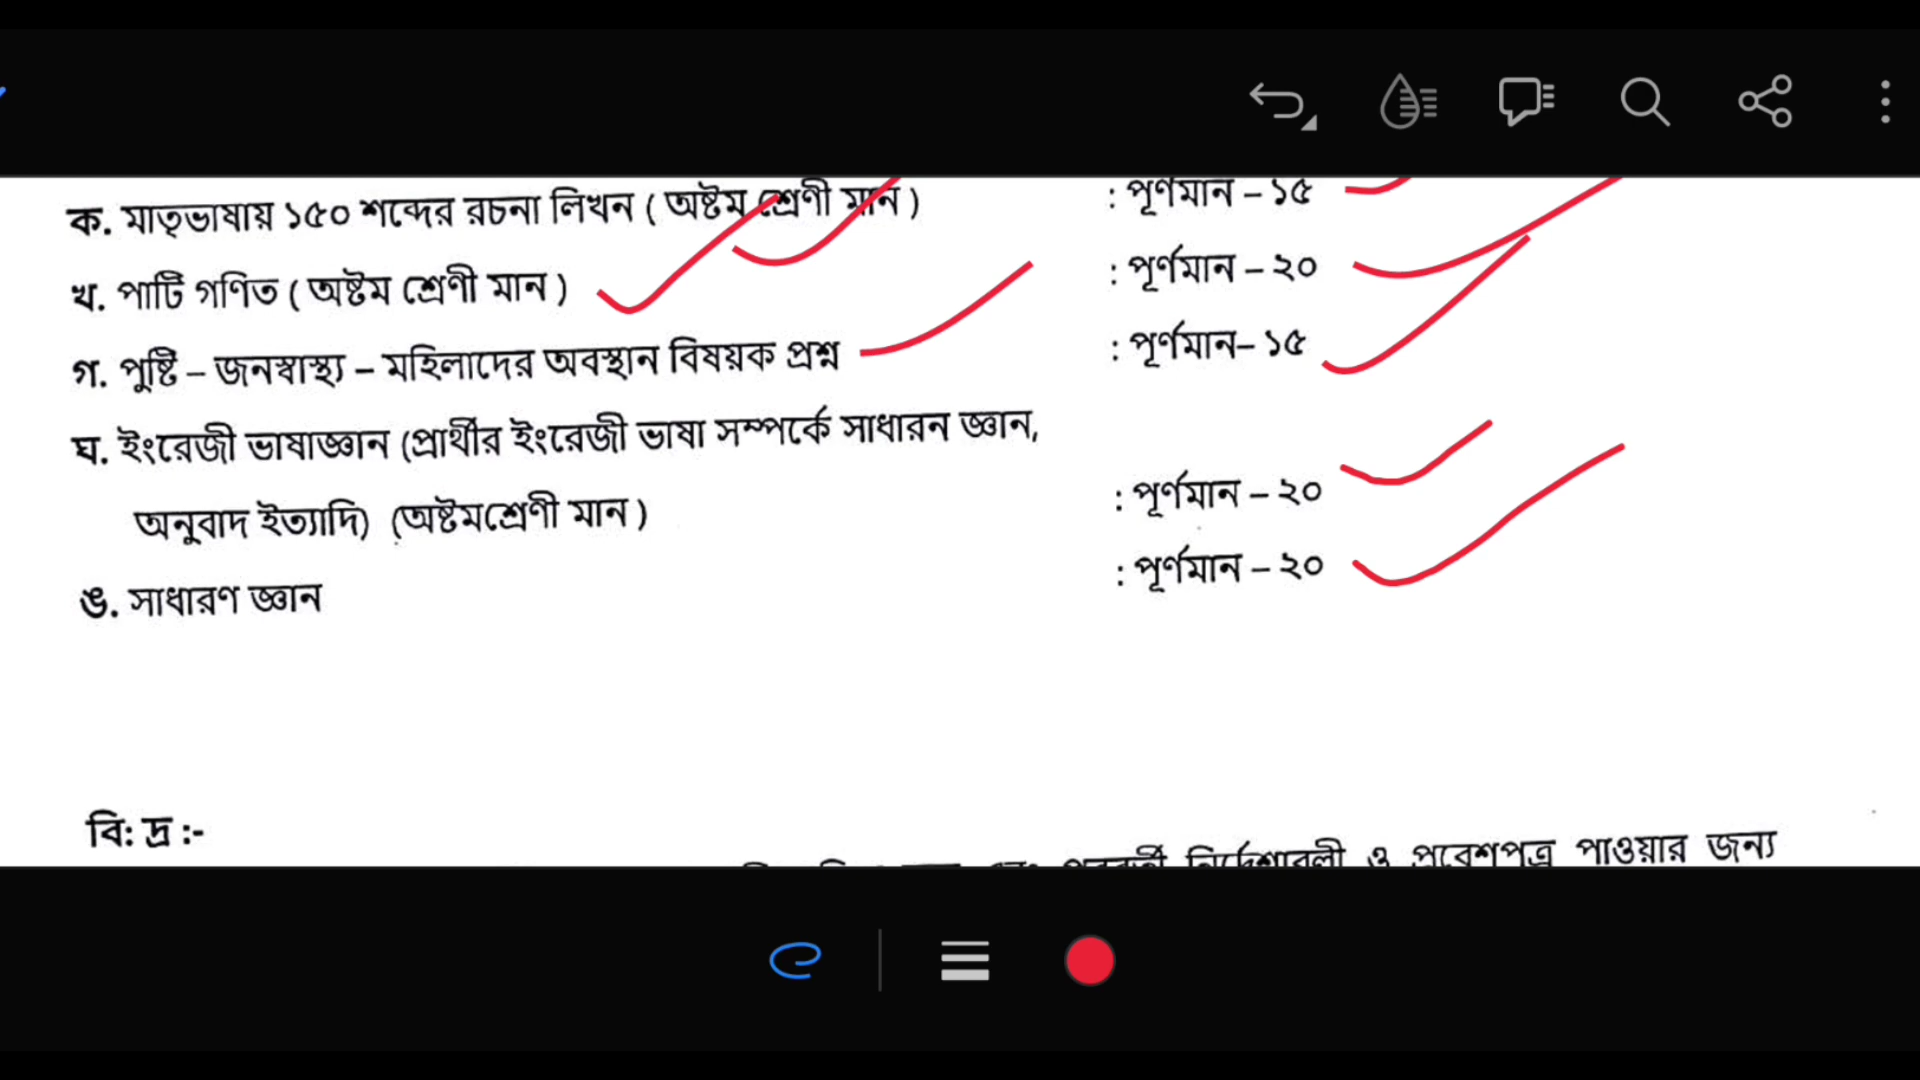 ক. মাতৃভাষায় ১৫০ শব্দের রচনা লিখন ( অষ্টম শ্রেণী মান ) : পূর্ণমান – ১৫
খ. পাটি গণিত ( অষ্টম শ্রেণী মান ) : পূর্ণমান – ২০
গ. পুষ্টি – জনস্বাস্থ্য – মহিলাদের অবস্থান বিষয়ক প্রশ্ন : পূর্ণমান– ১৫
ঘ. ইংরেজী ভাষাজ্ঞান (প্রার্থীর ইংরেজী ভাষা সম্পর্কে সাধারন জ্ঞান,
অনুবাদ ইত্যাদি) (অষ্টমশ্রেণী মান ) : পূর্ণমান – ২০
ঙ. সাধারণ জ্ঞান : পূর্ণমান – ২০
বি: দ্র :-
পরবর্তী নির্দেশাবলী ও প্রবেশপত্র পাওয়ার জন্য